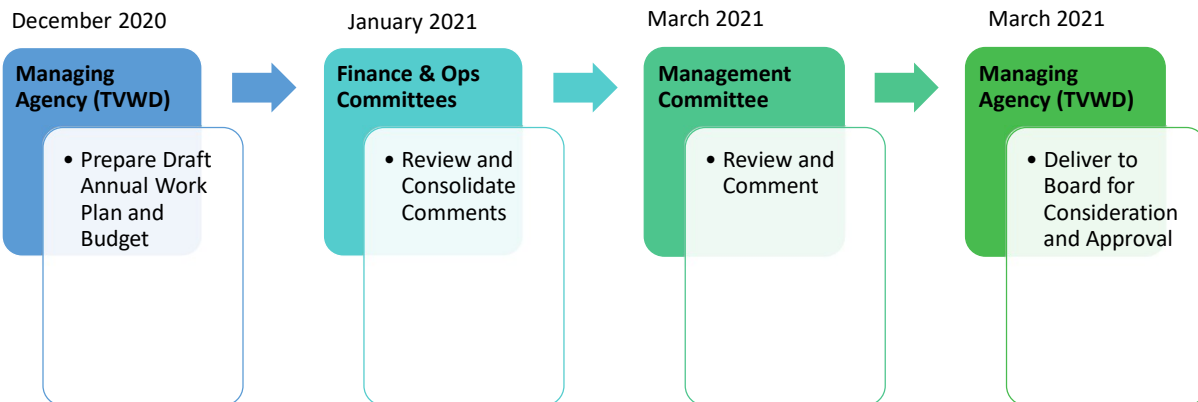 December 2020
Managing
Agency (TVWD)
• Prepare Draft
Annual Work
Plan and
Budget
January 2021
Finance & Ops
Committees
• Review and
Consolidate
Comments
March 2021
Management
Committee
• Review and
Comment
March 2021
Managing
Agency (TVWD)
• Deliver to
Board for
Consideration
and Approval